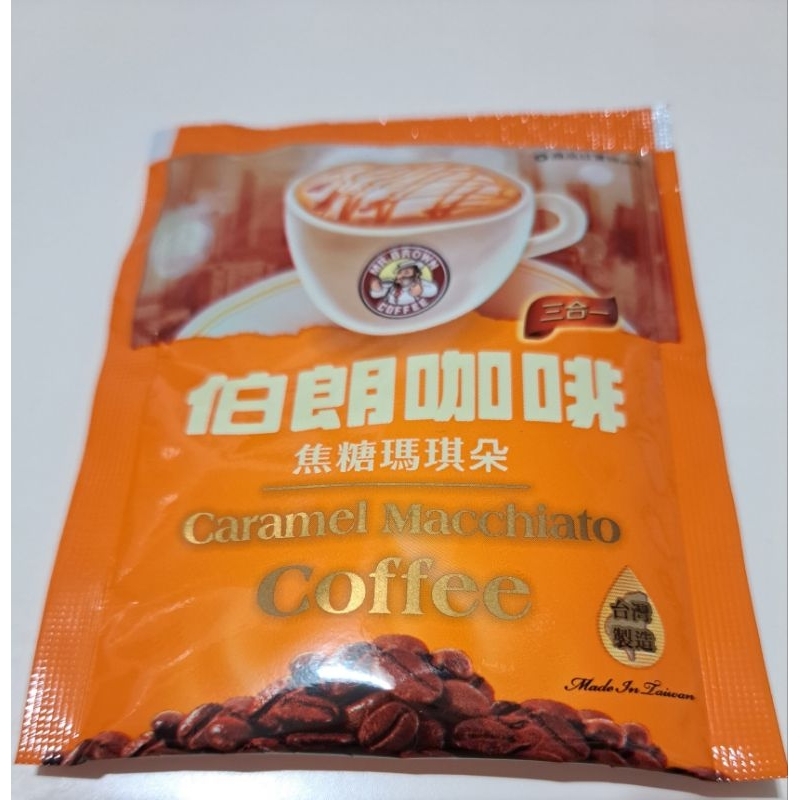 MR. BROWN
COFFEE
三合一
伯朗咖啡
焦糖瑪琪朵
Caramel Macchiato
Coffee
台灣
製造
Made In Taiwan